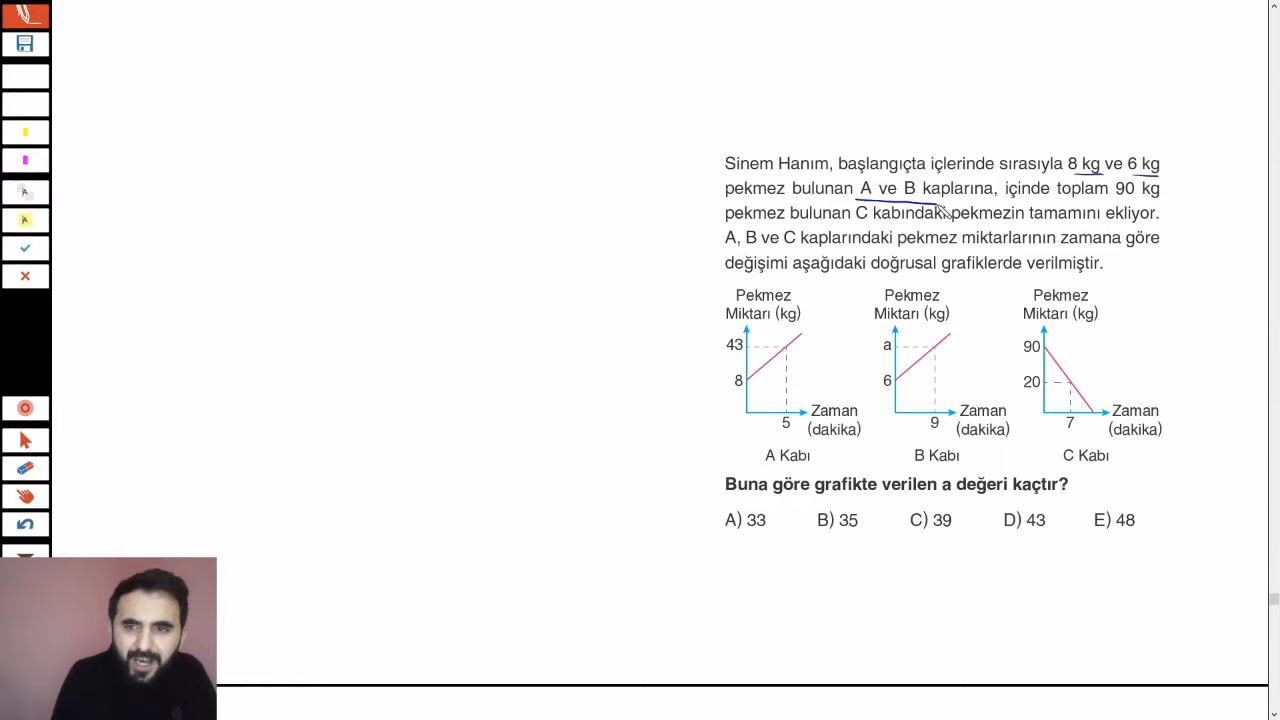 Sinem Hanım, başlangıçta içlerinde sırasıyla 8 kg ve 6 kg
pekmez bulunan A ve B kaplarına, içinde toplam 90 kg
pekmez bulunan C kabındaki pekmezin tamamını ekliyor.
A, B ve C kaplarındaki pekmez miktarlarının zamana göre
değişimi aşağıdaki doğrusal grafiklerde verilmiştir.
Pekmez
Miktarı (kg)
43
8
5
Zaman
(dakika)
A Kabı
Pekmez
Miktarı (kg)
a
6
9
Zaman
(dakika)
B Kabı
Pekmez
Miktarı (kg)
90
20
7
Zaman
(dakika)
C Kabı
Buna göre grafikte verilen a değeri kaçtır?
A) 33 B) 35 C) 39 D) 43 E) 48